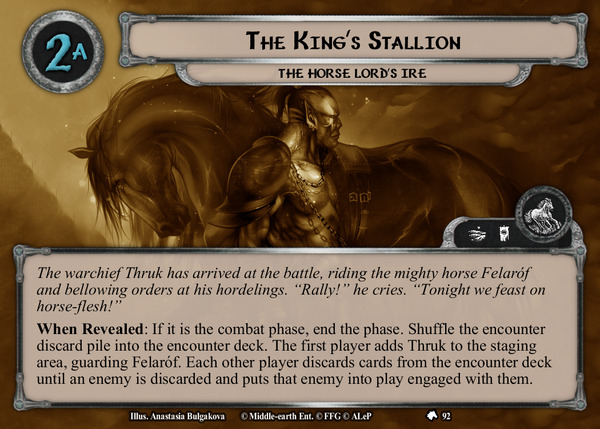 2A
The King's Stallion
The Horse Lord's Ire
The warchief Thruk has arrived at the battle, riding the mighty horse Felaróf
and bellowing orders at his hordelings. “Rally!” he cries. “Tonight we feast on
horse-flesh!”
When Revealed: If it is the combat phase, end the phase. Shuffle the encounter
discard pile into the encounter deck. The first player adds Thruk to the staging
area, guarding Felaróf. Each other player discards cards from the encounter deck
until an enemy is discarded and puts that enemy into play engaged with them.
Illus. Anastasia Bulgakova © Middle-earth Ent. © FFG © ALeP 92